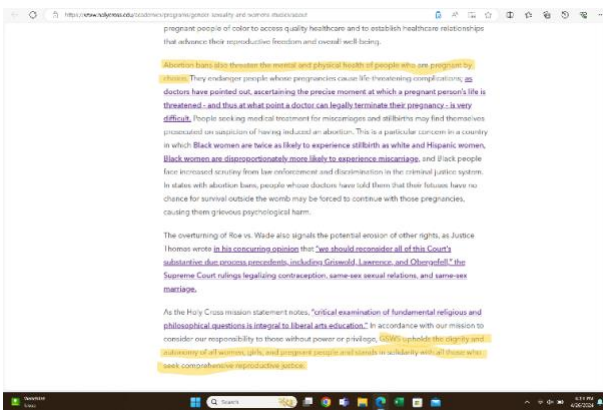 https://www.holycross.edu/academics/programs/gender-sexuality-and-womens-studies/
pregnant people of color to access quality healthcare and to establish healthcare relationships
that advance their reproductive freedom and overall well-being.
Abortion bans also threaten the mental and physical health of people who are pregnant by
choice. They endanger people whose pregnancies cause life-threatening complications; as
doctors have pointed out, ascertaining the precise moment at which a pregnant person's life is
threatened - and thus at what point a doctor can legally terminate their pregnancy - is very
difficult. People seeking medical treatment for miscarriages and stillbirths may find themselves
prosecuted on suspicion of having induced an abortion. This is a particular concern in a country
in which Black women are twice as likely to experience stillbirth as white and Hispanic women,
Black women are disproportionately more likely to experience miscarriage, and Black people
face increased scrutiny from law enforcement and discrimination in the criminal justice system.
In states with abortion bans, people whose doctors have told them that their fetuses have no
chance for survival outside the womb may be forced to continue with those pregnancies,
causing them grievous psychological harm.
The overturning of Roe vs. Wade also signals the potential erosion of other rights, as Justice
Thomas wrote in his concurring opinion that "we should reconsider all of this Court's
substantive due process precedents, including Griswold, Lawrence, and Obergefell," the
Supreme Court rulings legalizing contraception, same-sex sexual relations, and same-sex
marriage.
As the Holy Cross mission statement notes, "critical examination of fundamental religious and
philosophical questions is integral to liberal arts education." In accordance with our mission to
consider our responsibility to those without power or privilege, GSWS upholds the dignity and
autonomy of all women, girls, and pregnant people and stands in solidarity with all those who
seek comprehensive reproductive justice.
Search
4/26/2024